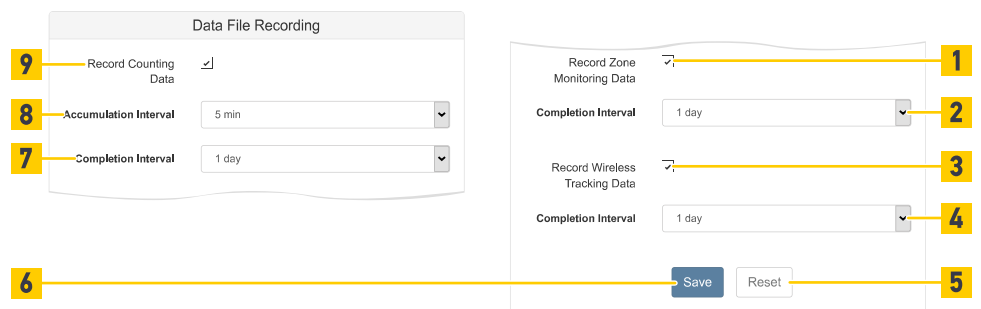 Data File Recording
9
Record Counting
Data
8
Accumulation Interval
5 min
7
Completion Interval
1 day
Record Zone
Monitoring Data
1
Completion Interval
1 day
2
Record Wireless
Tracking Data
3
Completion Interval
1 day
4
6
Save
Reset
5